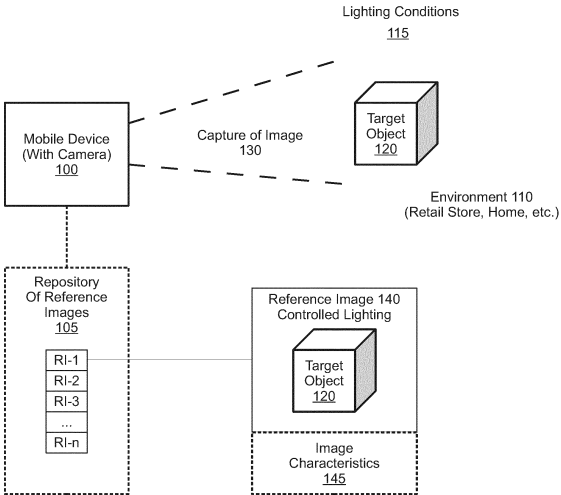 Lighting Conditions
115
Mobile Device
(With Camera)
100
Capture of Image
130
Target
Object
120
Environment 110
(Retail Store, Home, etc.)
Repository
Of Reference
Images
105
RI-1
RI-2
RI-3
...
RI-n
Reference Image 140
Controlled Lighting
Target
Object
120
Image
Characteristics
145